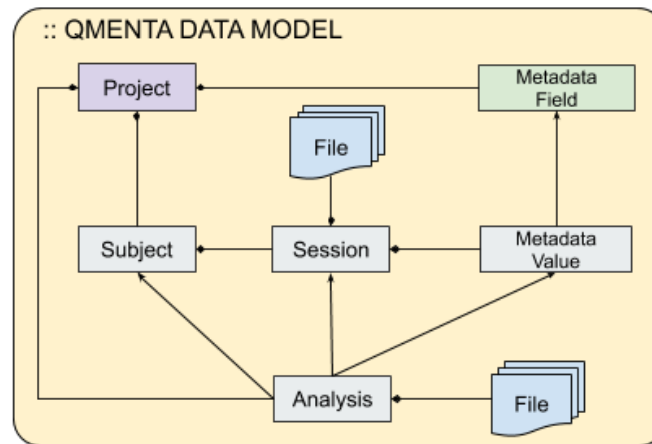 :: QMENTA DATA MODEL
Project
Metadata
Field
File
Subject
Session
Metadata
Value
Analysis
File